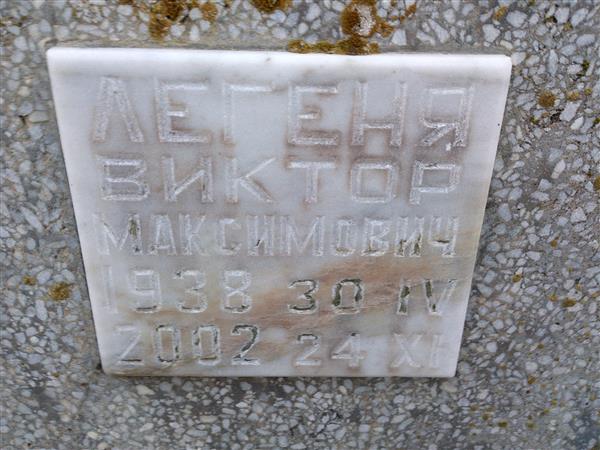 ЛЕГЕНЯ
ВИКТОР
МАКСИМОВИЧ
1938 30 IV
2002 24 XI